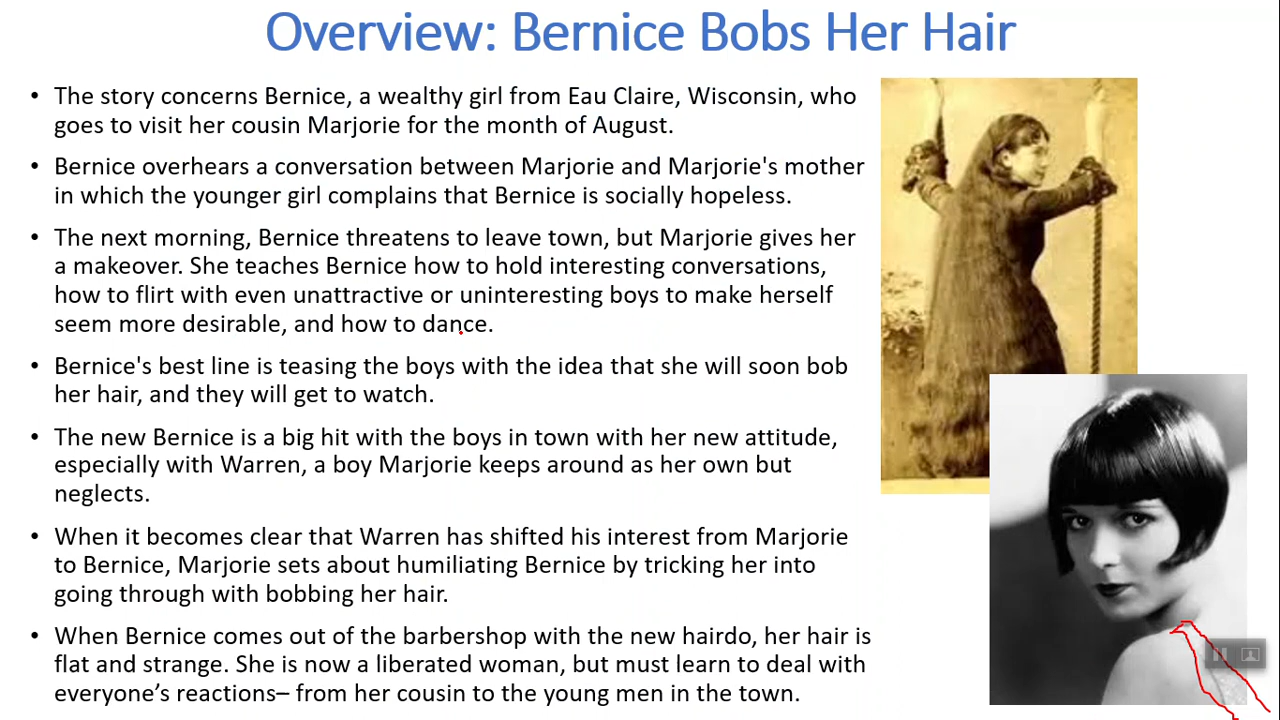 Overview: Bernice Bobs Her Hair
• The story concerns Bernice, a wealthy girl from Eau Claire, Wisconsin, who
goes to visit her cousin Marjorie for the month of August.
• Bernice overhears a conversation between Marjorie and Marjorie's mother
in which the younger girl complains that Bernice is socially hopeless.
• The next morning, Bernice threatens to leave town, but Marjorie gives her
a makeover. She teaches Bernice how to hold interesting conversations,
how to flirt with even unattractive or uninteresting boys to make herself
seem more desirable, and how to dance.
• Bernice's best line is teasing the boys with the idea that she will soon bob
her hair, and they will get to watch.
• The new Bernice is a big hit with the boys in town with her new attitude,
especially with Warren, a boy Marjorie keeps around as her own but
neglects.
• When it becomes clear that Warren has shifted his interest from Marjorie
to Bernice, Marjorie sets about humiliating Bernice by tricking her into
going through with bobbing her hair.
• When Bernice comes out of the barbershop with the new hairdo, her hair is
flat and strange. She is now a liberated woman, but must learn to deal with
everyone’s reactions– from her cousin to the young men in the town.